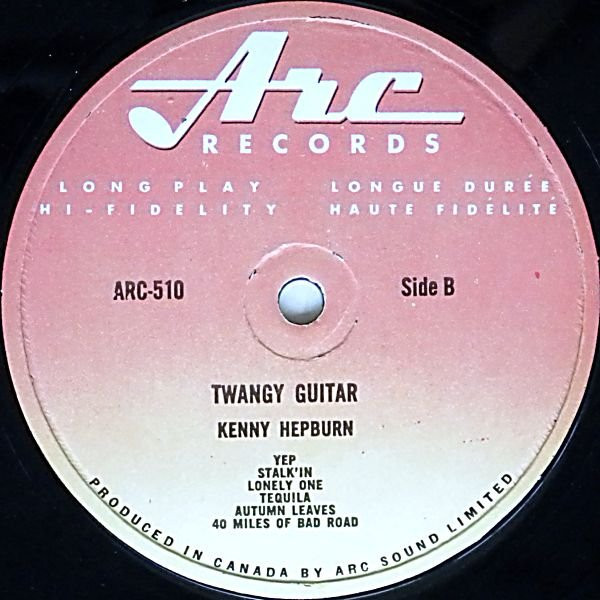 Arc
RECORDS
LONG PLAY LONGUE DURÉE
HI-FIDELITY HAUTE FIDÉLITÉ
ARC-510 Side B
TWANGY GUITAR
KENNY HEPBURN
YEP
STALK'IN
LONELY ONE
TEQUILA
AUTUMN LEAVES
40 MILES OF BAD ROAD
PRODUCED IN CANADA BY ARC SOUND LIMITED